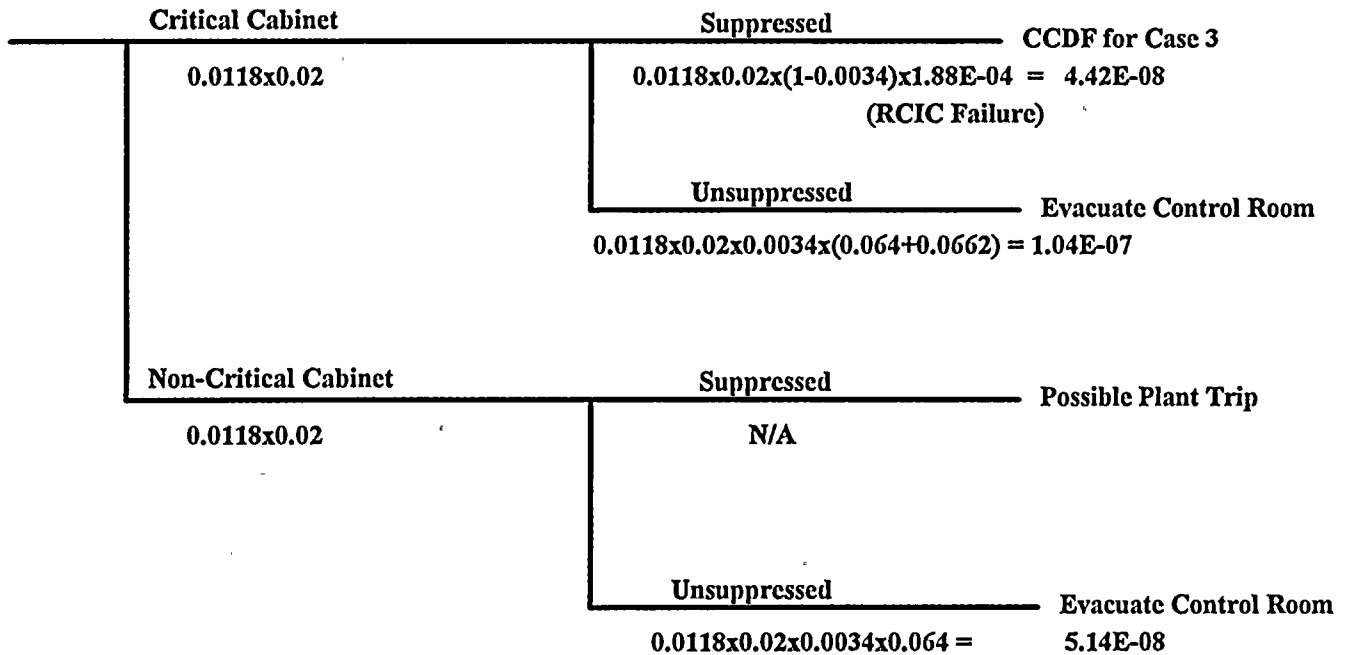 Critical Cabinet
Suppressed
CCDF for Case 3
0.0118x0.02
0.0118x0.02x(1-0.0034)x1.88E-04 = 4.42E-08
(RCIC Failure)
Unsuppressed
Evacuate Control Room
0.0118x0.02x0.0034x(0.064+0.0662) = 1.04E-07
Non-Critical Cabinet
Suppressed
Possible Plant Trip
0.0118x0.02
N/A
Unsuppressed
Evacuate Control Room
0.0118x0.02x0.0034x0.064 = 5.14E-08